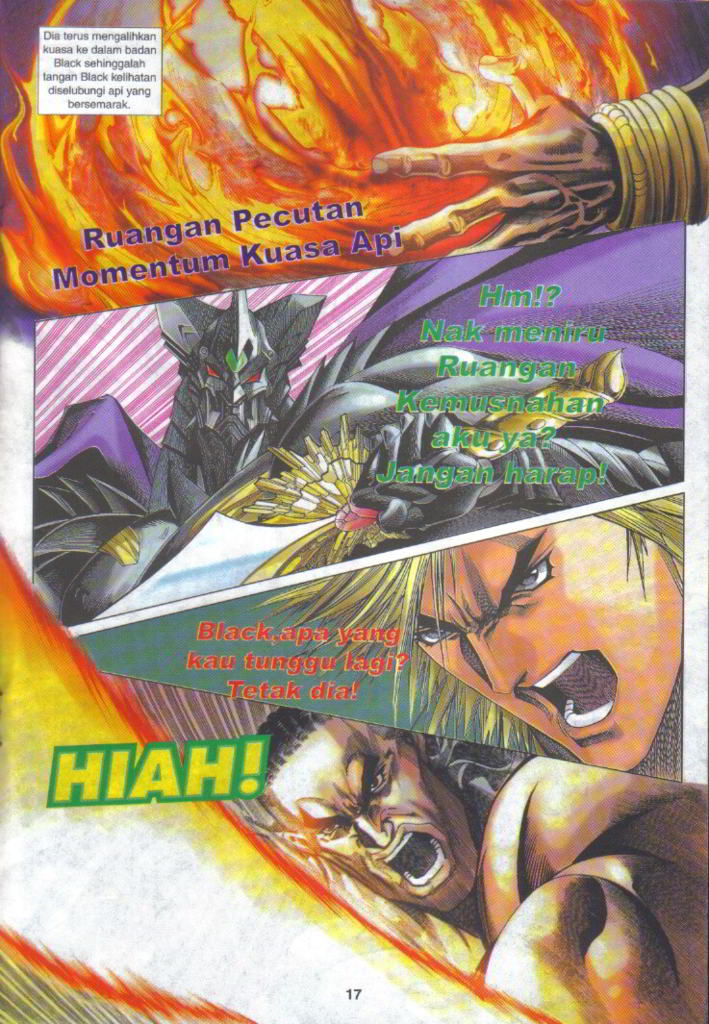 Dia terus mengalihkan
kuasa ke dalam badan
Black sehinggalah
tangan Black kelihatan
diselubungi api yang
bersemarak.
Ruangan Pecutan
Momentum Kuasa Api
Hm!?
Nak meniru
Ruangan
Kemusnahan
aku ya?
Jangan harap!
Black,apa yang
kau tunggu lagi?
Tetak dia!
HIAH!
17